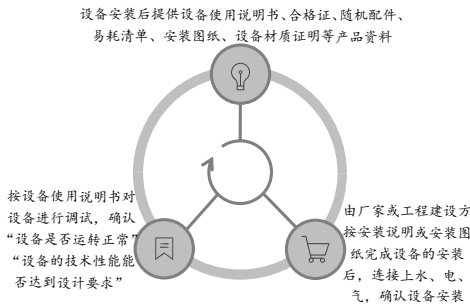 设备安装后提供设备使用说明书、合格证、随机配件、
易耗清单、安装图纸、设备材质证明等产品资料
按设备使用说明书对
设备进行调试，确认
“设备是否运转正常”
“设备的技术性能能
否达到设计要求”
由厂家或工程建设方
按安装说明或安装图
纸完成设备的安装
后，连接上水、电、
气，确认设备安装